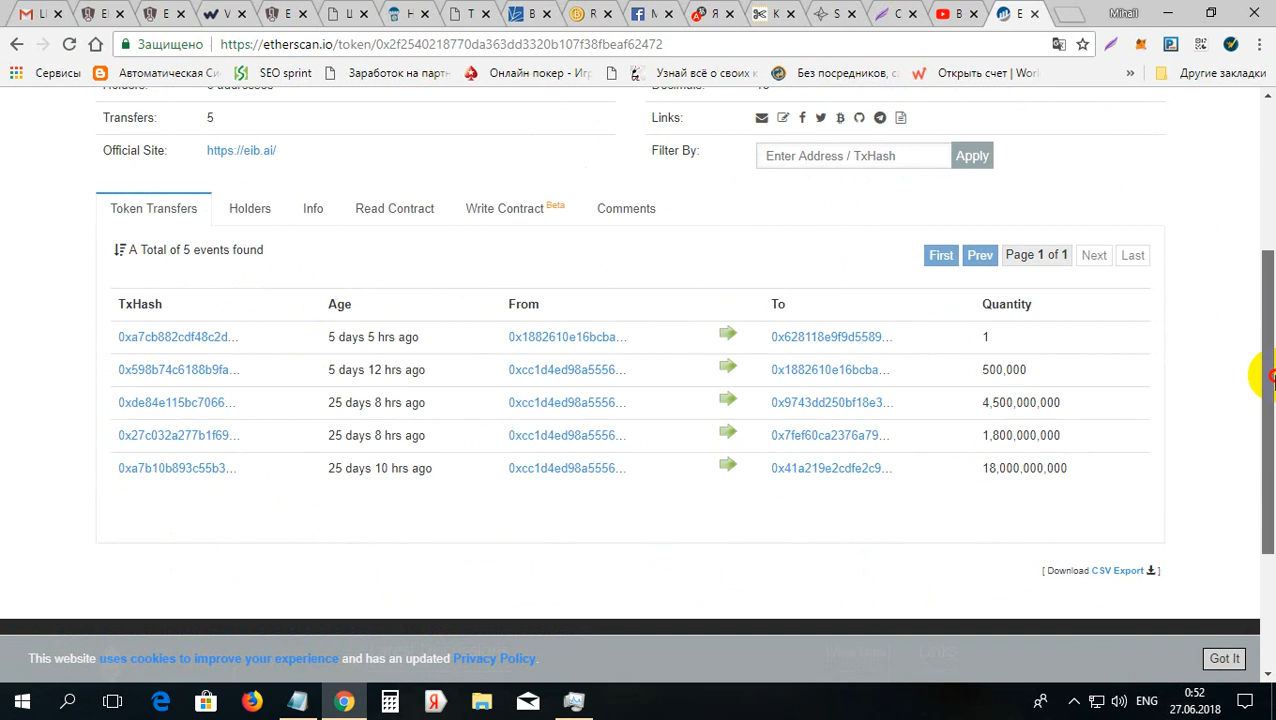 Mihail
Защищено https://etherscan.io/token/0x2f2540218770da363dd3320b107f38fbeaf62472
Сервисы Автоматическая Си SEO sprint Заработок на партн Онлайн покер - Игр Узнай всё о своих к Без посредников, с Открыть счет | Worl » Другие закладки
Transfers: 5 Links:
Official Site: https://eib.ai/ Filter By: Enter Address / TxHash Apply
Token Transfers Holders Info Read Contract Write Contract Beta Comments
A Total of 5 events found First Prev Page 1 of 1 Next Last
TxHash Age From To Quantity
0xa7cb882cdf48c2d... 5 days 5 hrs ago 0x1882610e16bcba... 0x628118e9f9d5589... 1
0x598b74c6188b9fa... 5 days 12 hrs ago 0xcc1d4ed98a5556... 0x1882610e16bcba... 500,000
0xde84e115bc7066... 25 days 8 hrs ago 0xcc1d4ed98a5556... 0x9743dd250bf18e3... 4,500,000,000
0x27c032a277b1f69... 25 days 8 hrs ago 0xcc1d4ed98a5556... 0x7fef60ca2376a79... 1,800,000,000
0xa7b10b893c55b3... 25 days 10 hrs ago 0xcc1d4ed98a5556... 0x41a219e2cdfe2c9... 18,000,000,000
[ Download CSV Export ]
This website uses cookies to improve your experience and has an updated Privacy Policy. Got It
ENG 0:52
27.06.2018